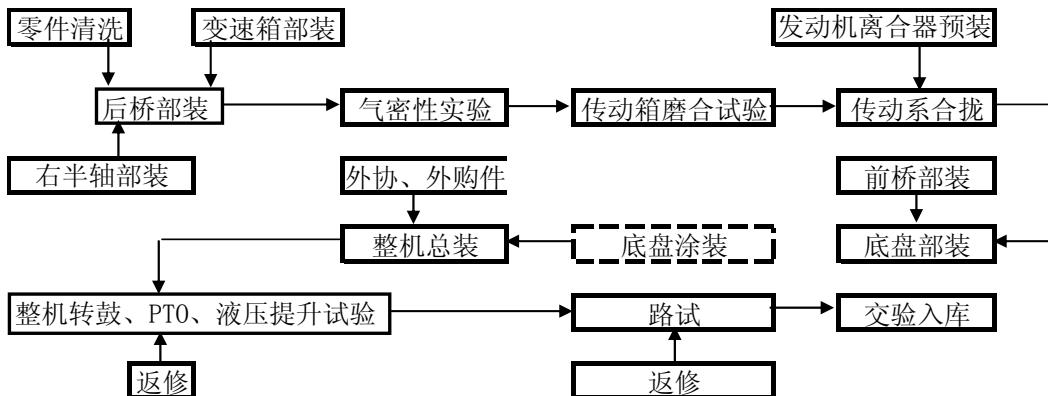 零件清洗
变速箱部装
发动机离合器预装
后桥部装
气密性实验
传动箱磨合试验
传动系合拢
右半轴部装
外协、外购件
前桥部装
整机总装
底盘涂装
底盘部装
整机转鼓、PTO、液压提升试验
路试
交验入库
返修
返修